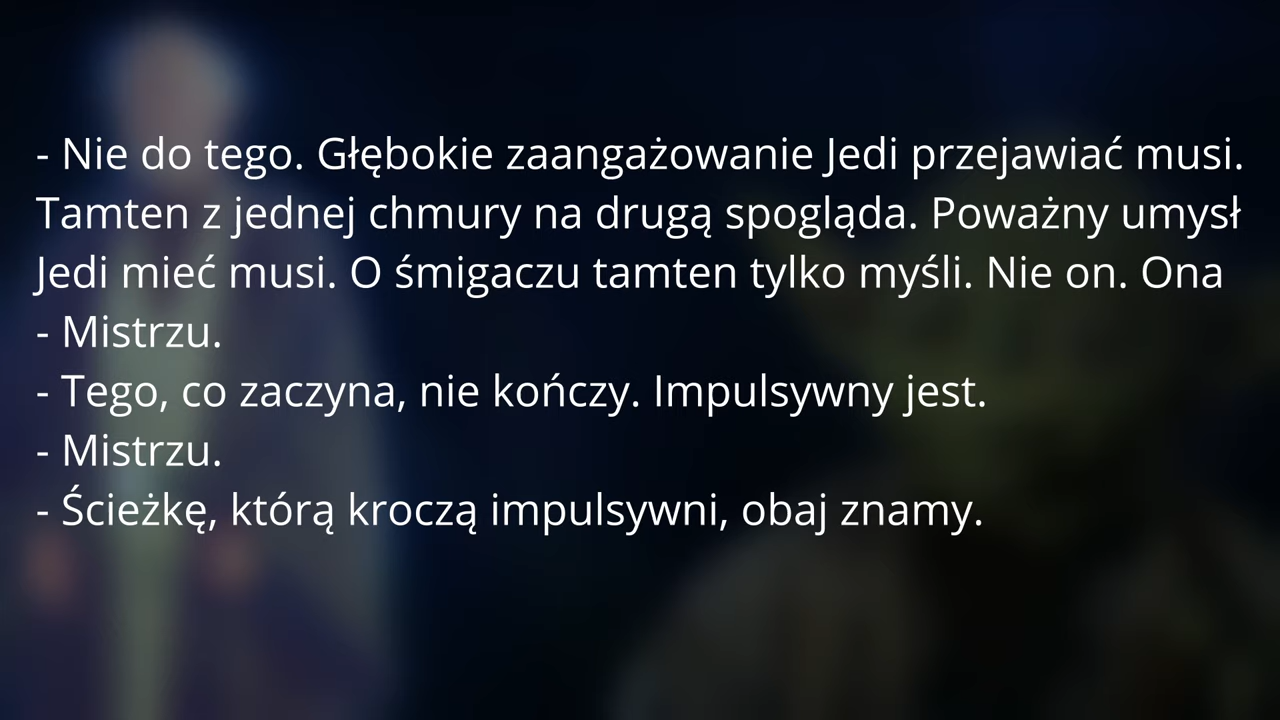 - Nie do tego. Głębokie zaangażowanie Jedi przejawiać musi.
Tamten z jednej chmury na drugą spogląda. Poważny umysł
Jedi mieć musi. O śmigaczu tamten tylko myśli. Nie on. Ona
- Mistrzu.
- Tego, co zaczyna, nie kończy. Impulsywny jest.
- Mistrzu.
- Ścieżkę, którą kroczą impulsywni, obaj znamy.